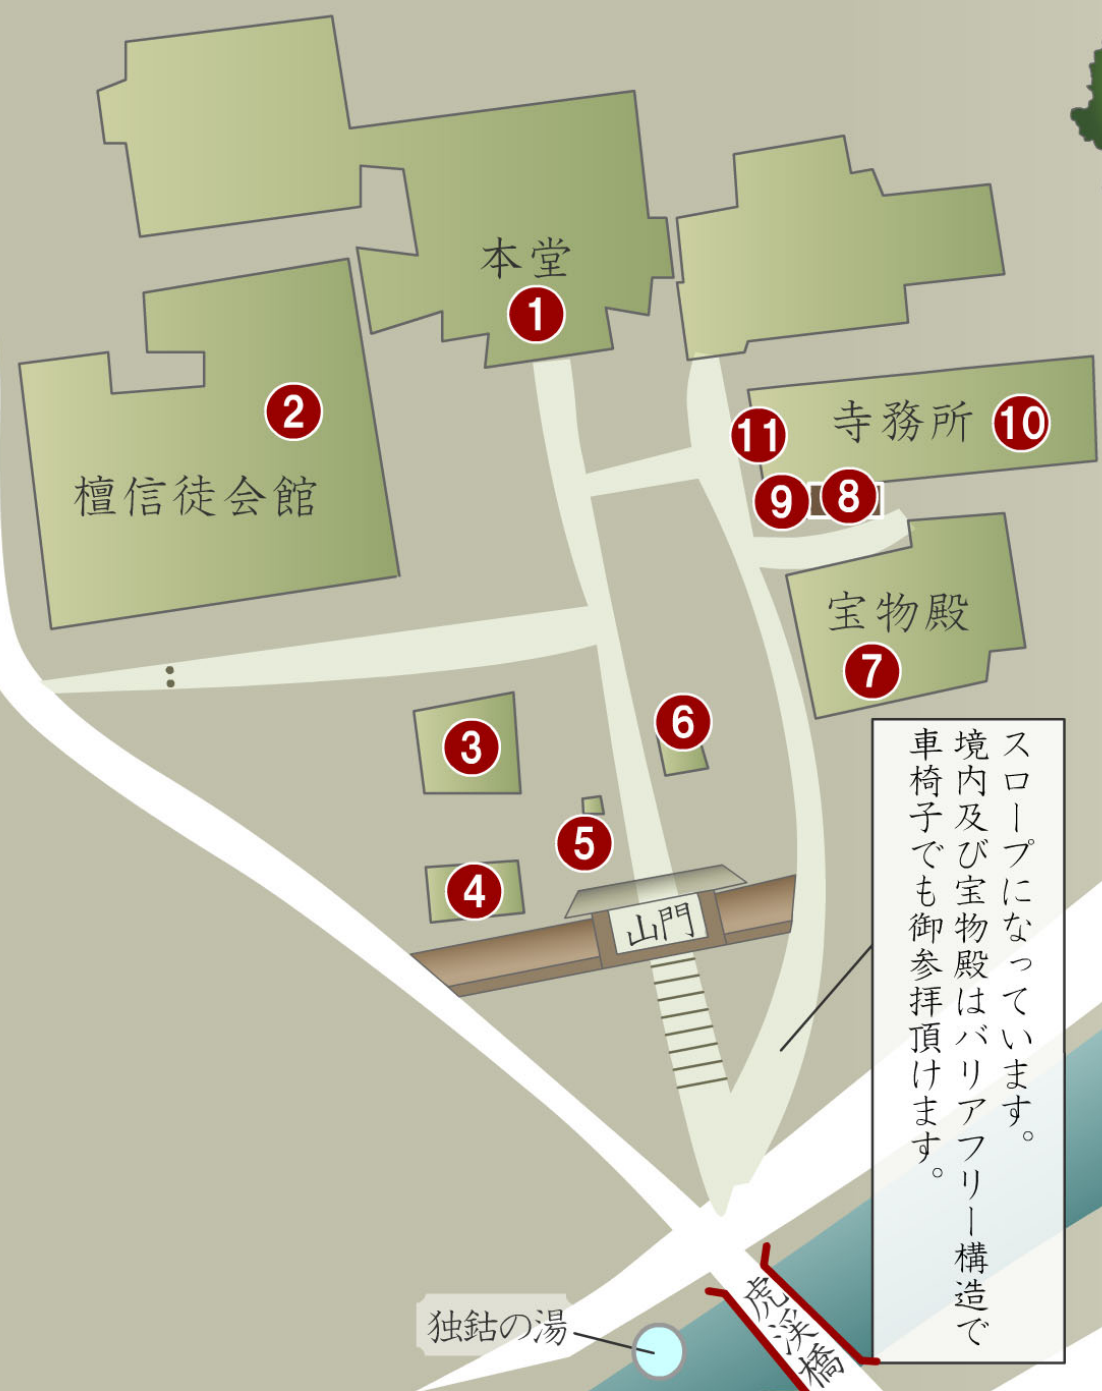 本堂
1
2
檀信徒会館
寺務所
10
11
9
8
宝物殿
7
3
6
5
4
山門
スロープになっています。
境内及び宝物殿はバリアフリー構造で
車椅子でも御参拝頂けます。
独鈷の湯
虎渓橋